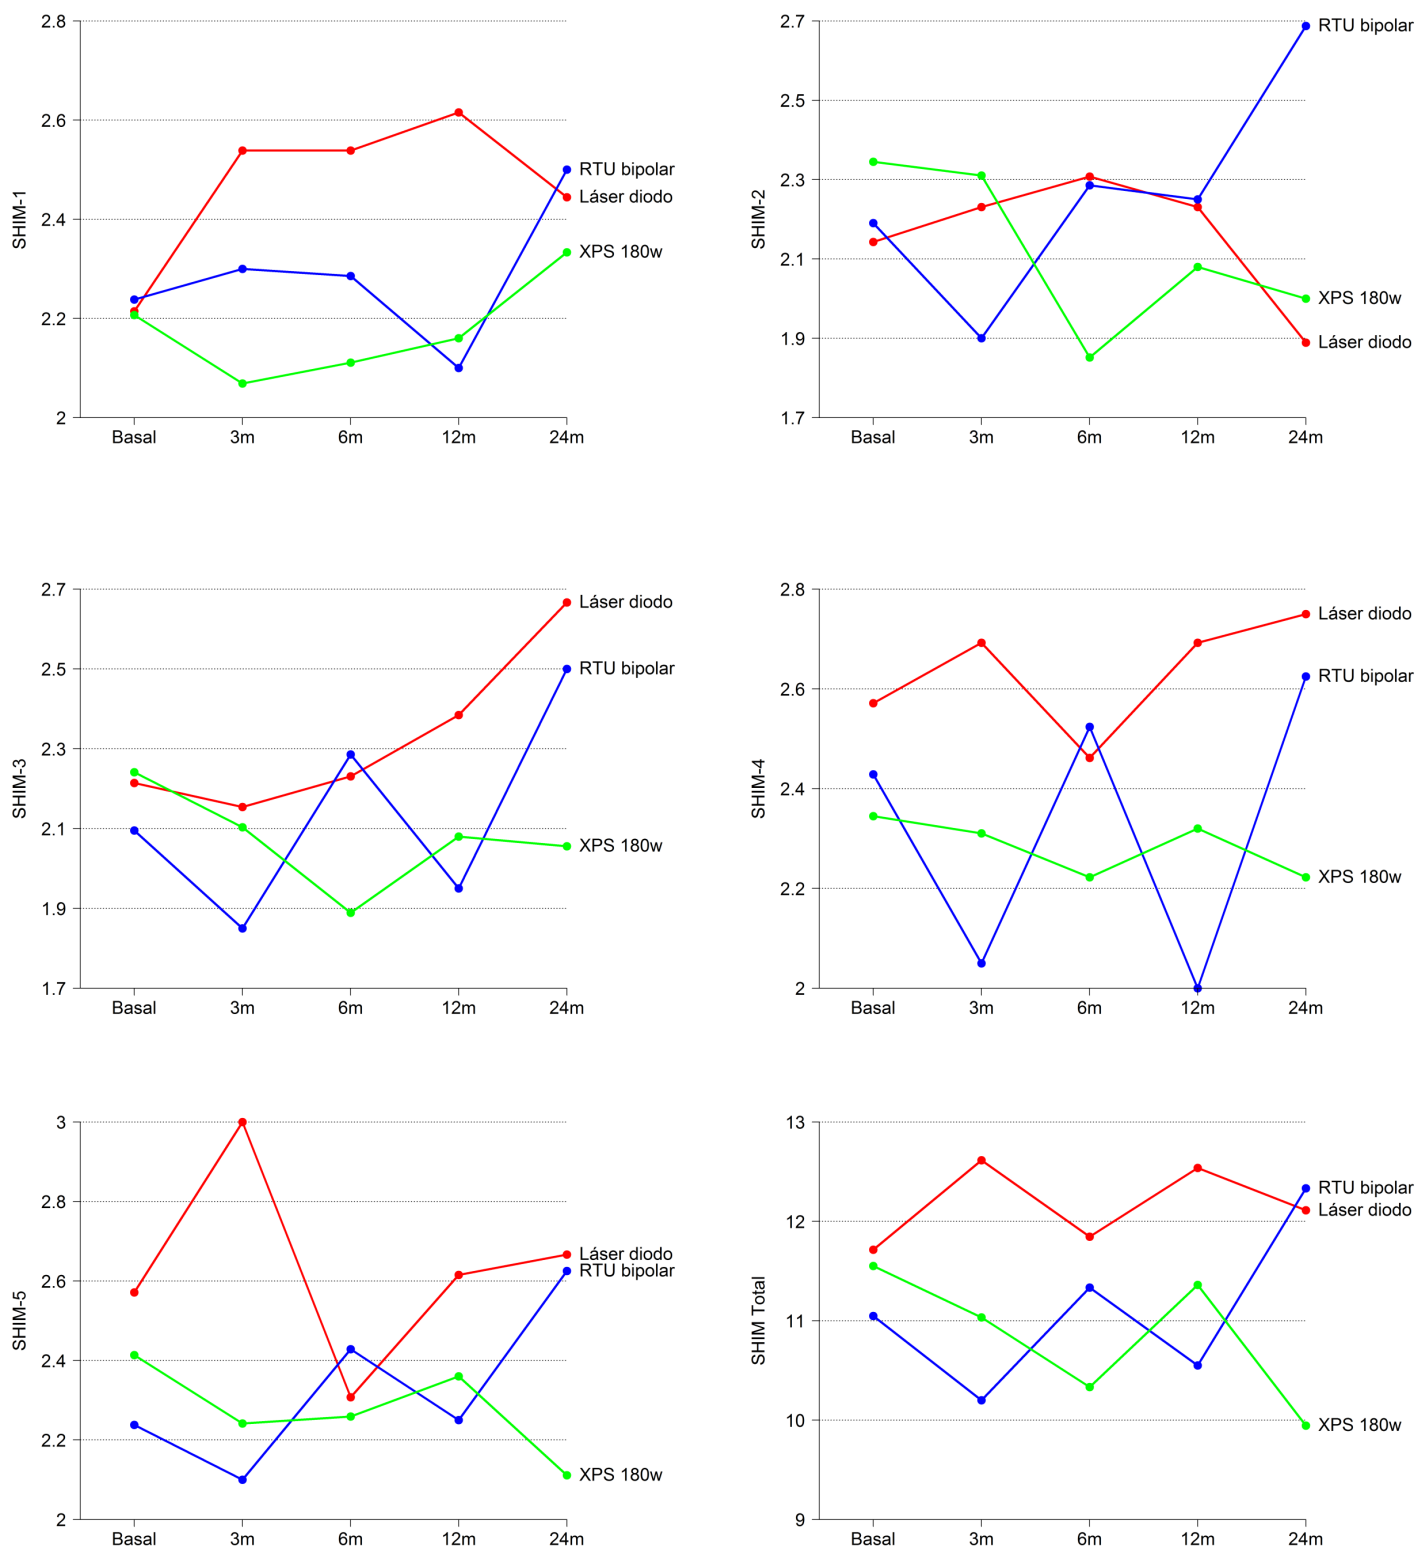 SHIM-1
2.8
2.6
2.4
2.2
2
Basal 3m 6m 12m 24m
RTU bipolar
Láser diodo
XPS 180w
SHIM-2
2.7
2.5
2.3
2.1
1.9
1.7
Basal 3m 6m 12m 24m
RTU bipolar
XPS 180w
Láser diodo
SHIM-3
2.7
2.5
2.3
2.1
1.9
1.7
Basal 3m 6m 12m 24m
Láser diodo
RTU bipolar
XPS 180w
SHIM-4
2.8
2.6
2.4
2.2
2
Basal 3m 6m 12m 24m
Láser diodo
RTU bipolar
XPS 180w
SHIM-5
3
2.8
2.6
2.4
2.2
2
Basal 3m 6m 12m 24m
Láser diodo
RTU bipolar
XPS 180w
SHIM Total
13
12
11
10
9
Basal 3m 6m 12m 24m
RTU bipolar
Láser diodo
XPS 180w